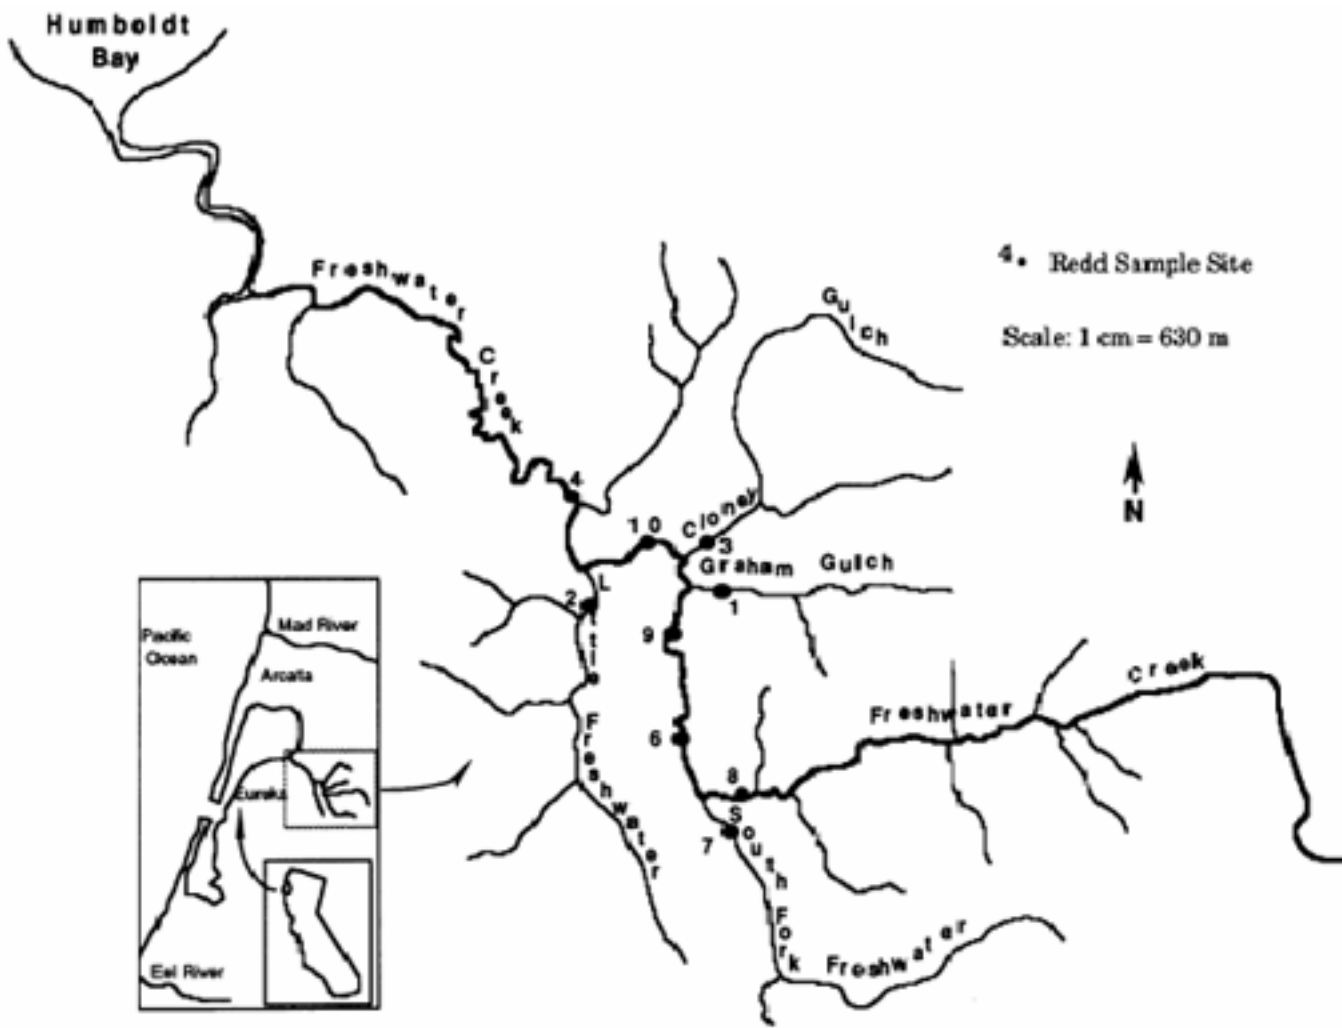 Humboldt
Bay
Freshwater
Creek
Gulch
4. Redd Sample Site
Scale: 1 cm = 630 m
N
4
10
Cloney
3
Graham Gulch
1
Little
2
9
Freshwater
6
8
South Fork
7
Freshwater
Freshwater
Creek
Pacific
Ocean
Mad River
Arcata
Eureka
Eel River